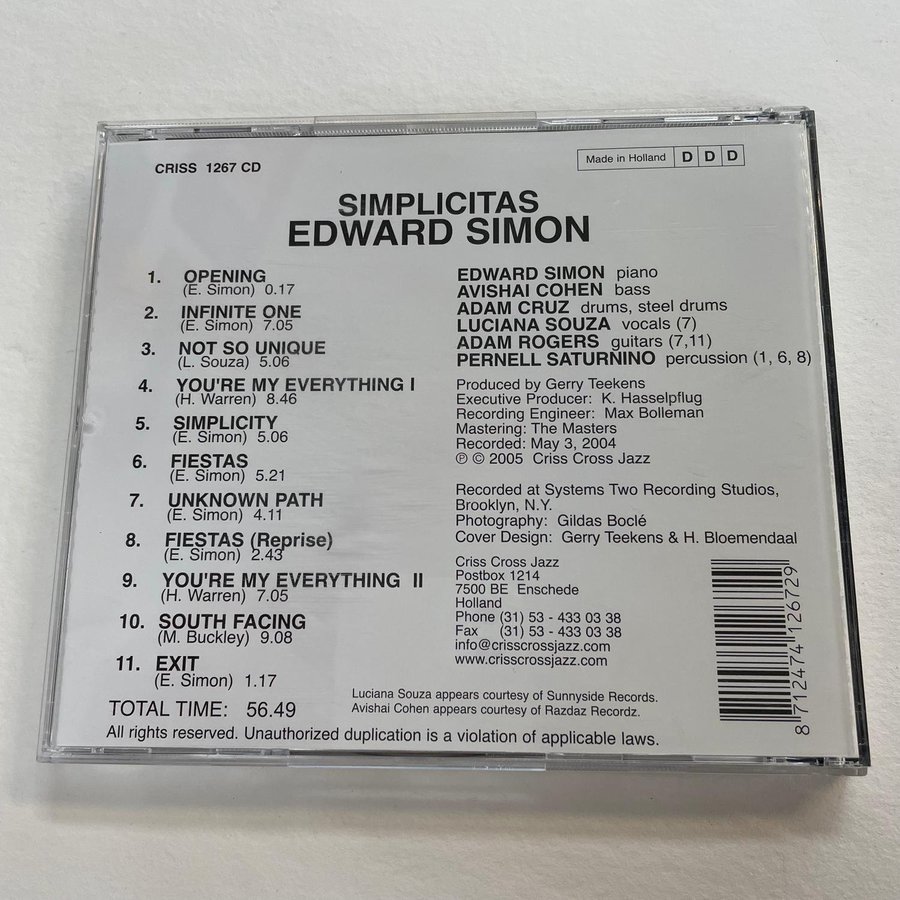 CRISS 1267 CD
Made in Holland D D D
SIMPLICITAS
EDWARD SIMON
1. OPENING
(E. Simon) 0.17
2. INFINITE ONE
(E. Simon) 7.05
3. NOT SO UNIQUE
(L. Souza) 5.06
4. YOU'RE MY EVERYTHING I
(H. Warren) 8.46
5. SIMPLICITY
(E. Simon) 5.06
6. FIESTAS
(E. Simon) 5.21
7. UNKNOWN PATH
(E. Simon) 4.11
8. FIESTAS (Reprise)
(E. Simon) 2.43
9. YOU'RE MY EVERYTHING II
(H. Warren) 7.05
10. SOUTH FACING
(M. Buckley) 9.08
11. EXIT
(E. Simon) 1.17
TOTAL TIME: 56.49
EDWARD SIMON piano
AVISHAI COHEN bass
ADAM CRUZ drums, steel drums
LUCIANA SOUZA vocals (7)
ADAM ROGERS guitars (7,11)
PERNELL SATURNINO percussion (1, 6, 8)
Produced by Gerry Teekens
Executive Producer: K. Hasselpflug
Recording Engineer: Max Bolleman
Mastering: The Masters
Recorded: May 3, 2004
℗ © 2005 Criss Cross Jazz
Recorded at Systems Two Recording Studios,
Brooklyn, N.Y.
Photography: Gildas Boclé
Cover Design: Gerry Teekens & H. Bloemendaal
Criss Cross Jazz
Postbox 1214
7500 BE Enschede
Holland
Phone (31) 53 - 433 03 38
Fax (31) 53 - 433 03 38
info@crisscrossjazz.com
www.crisscrossjazz.com
8 712474 126729
Luciana Souza appears courtesy of Sunnyside Records.
Avishai Cohen appears courtesy of Razdaz Recordz.
All rights reserved. Unauthorized duplication is a violation of applicable laws.